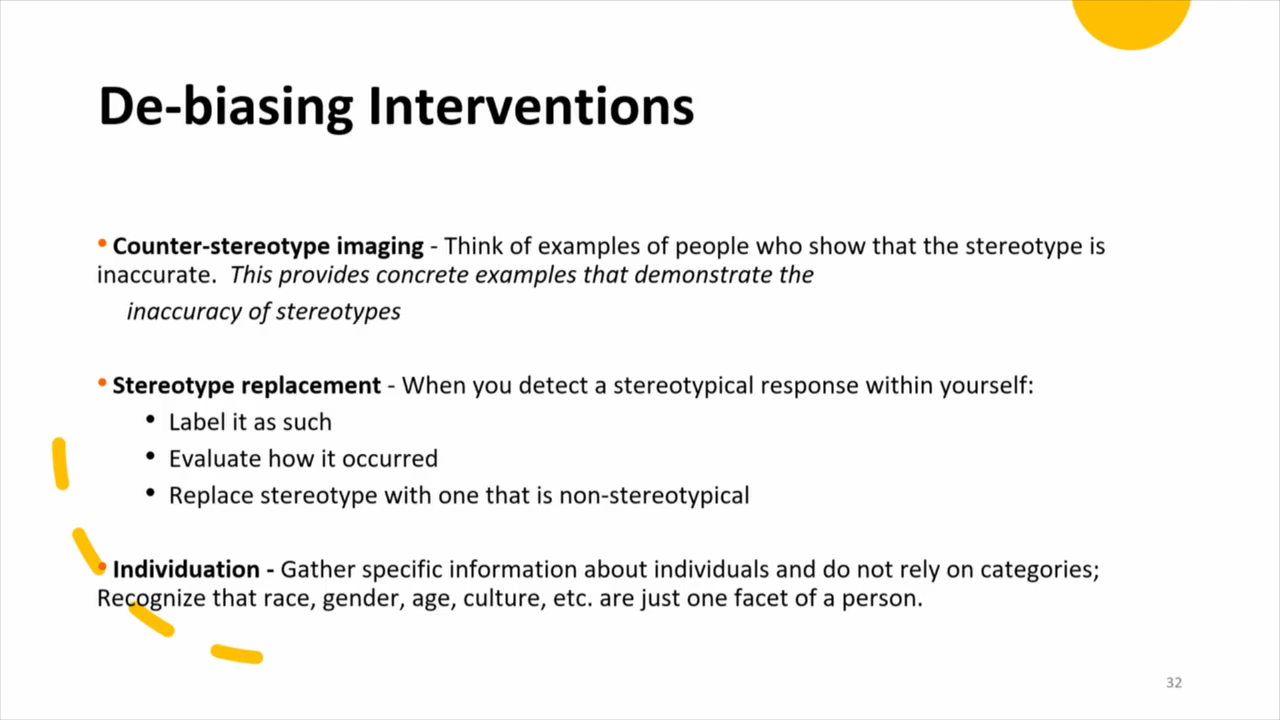 De-biasing Interventions
• Counter-stereotype imaging - Think of examples of people who show that the stereotype is
inaccurate.  This provides concrete examples that demonstrate the
inaccuracy of stereotypes
• Stereotype replacement - When you detect a stereotypical response within yourself:
• Label it as such
• Evaluate how it occurred
• Replace stereotype with one that is non-stereotypical
• Individuation - Gather specific information about individuals and do not rely on categories;
Recognize that race, gender, age, culture, etc. are just one facet of a person.
32